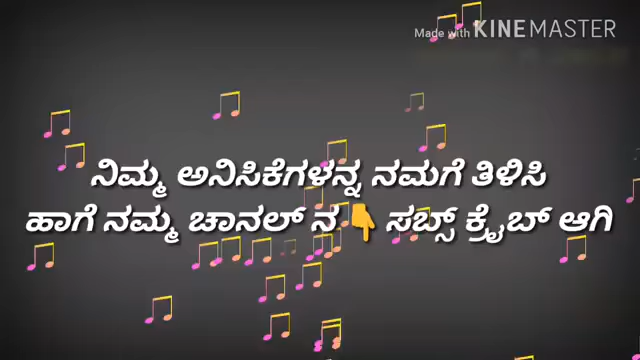 Made with KINEMASTER
ನಿಮ್ಮ ಅನಿಸಿಕೆಗಳನ್ನ ನಮಗೆ ತಿಳಿಸಿ
ಹಾಗೆ ನಮ್ಮ ಚಾನಲ್ ನ 👇 ಸಬ್ಸ್ ಕ್ರೈಬ್ ಆಗಿ